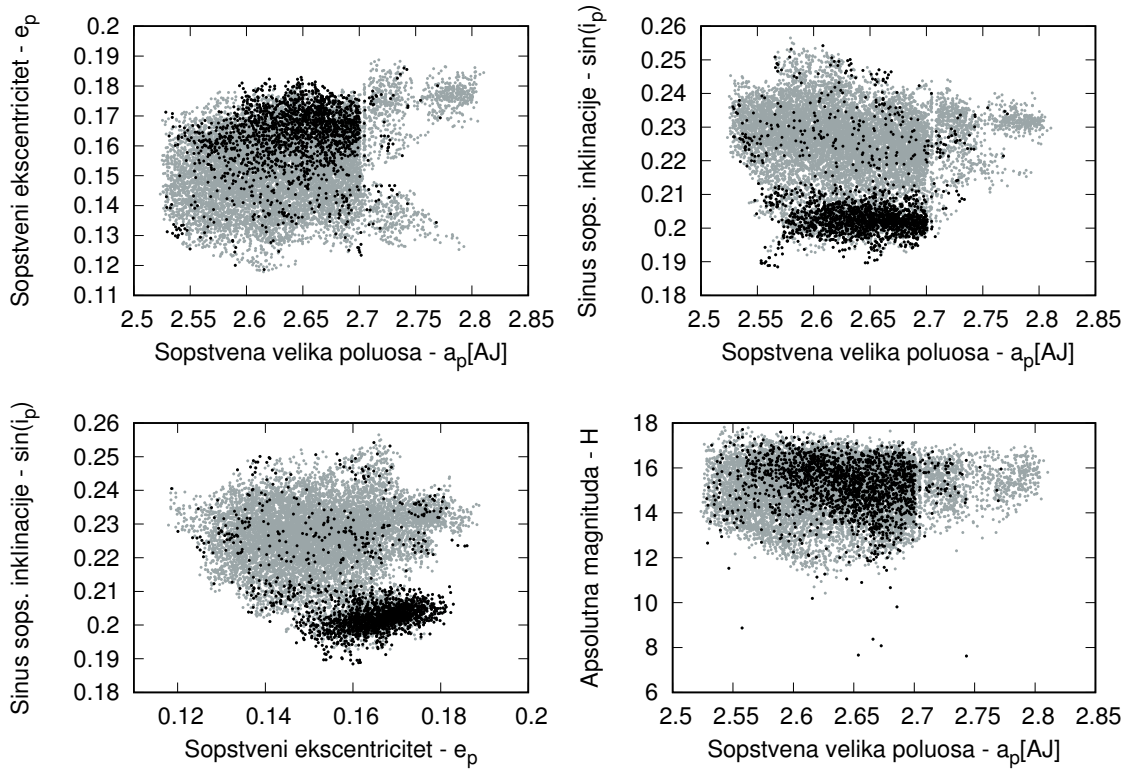 Sopstveni ekscentricitet - e_p
0.2
0.19
0.18
0.17
0.16
0.15
0.14
0.13
0.12
0.11
2.5 2.55 2.6 2.65 2.7 2.75 2.8 2.85
Sopstvena velika poluosa - a_p[AJ]
Sinus sops. inklinacije - sin(i_p)
0.26
0.25
0.24
0.23
0.22
0.21
0.2
0.19
0.18
2.5 2.55 2.6 2.65 2.7 2.75 2.8 2.85
Sopstvena velika poluosa - a_p[AJ]
Sinus sops. inklinacije - sin(i_p)
0.26
0.25
0.24
0.23
0.22
0.21
0.2
0.19
0.18
0.12 0.14 0.16 0.18 0.2
Sopstveni ekscentricitet - e_p
Apsolutna magnituda - H
18
16
14
12
10
8
6
2.5 2.55 2.6 2.65 2.7 2.75 2.8 2.85
Sopstvena velika poluosa - a_p[AJ]